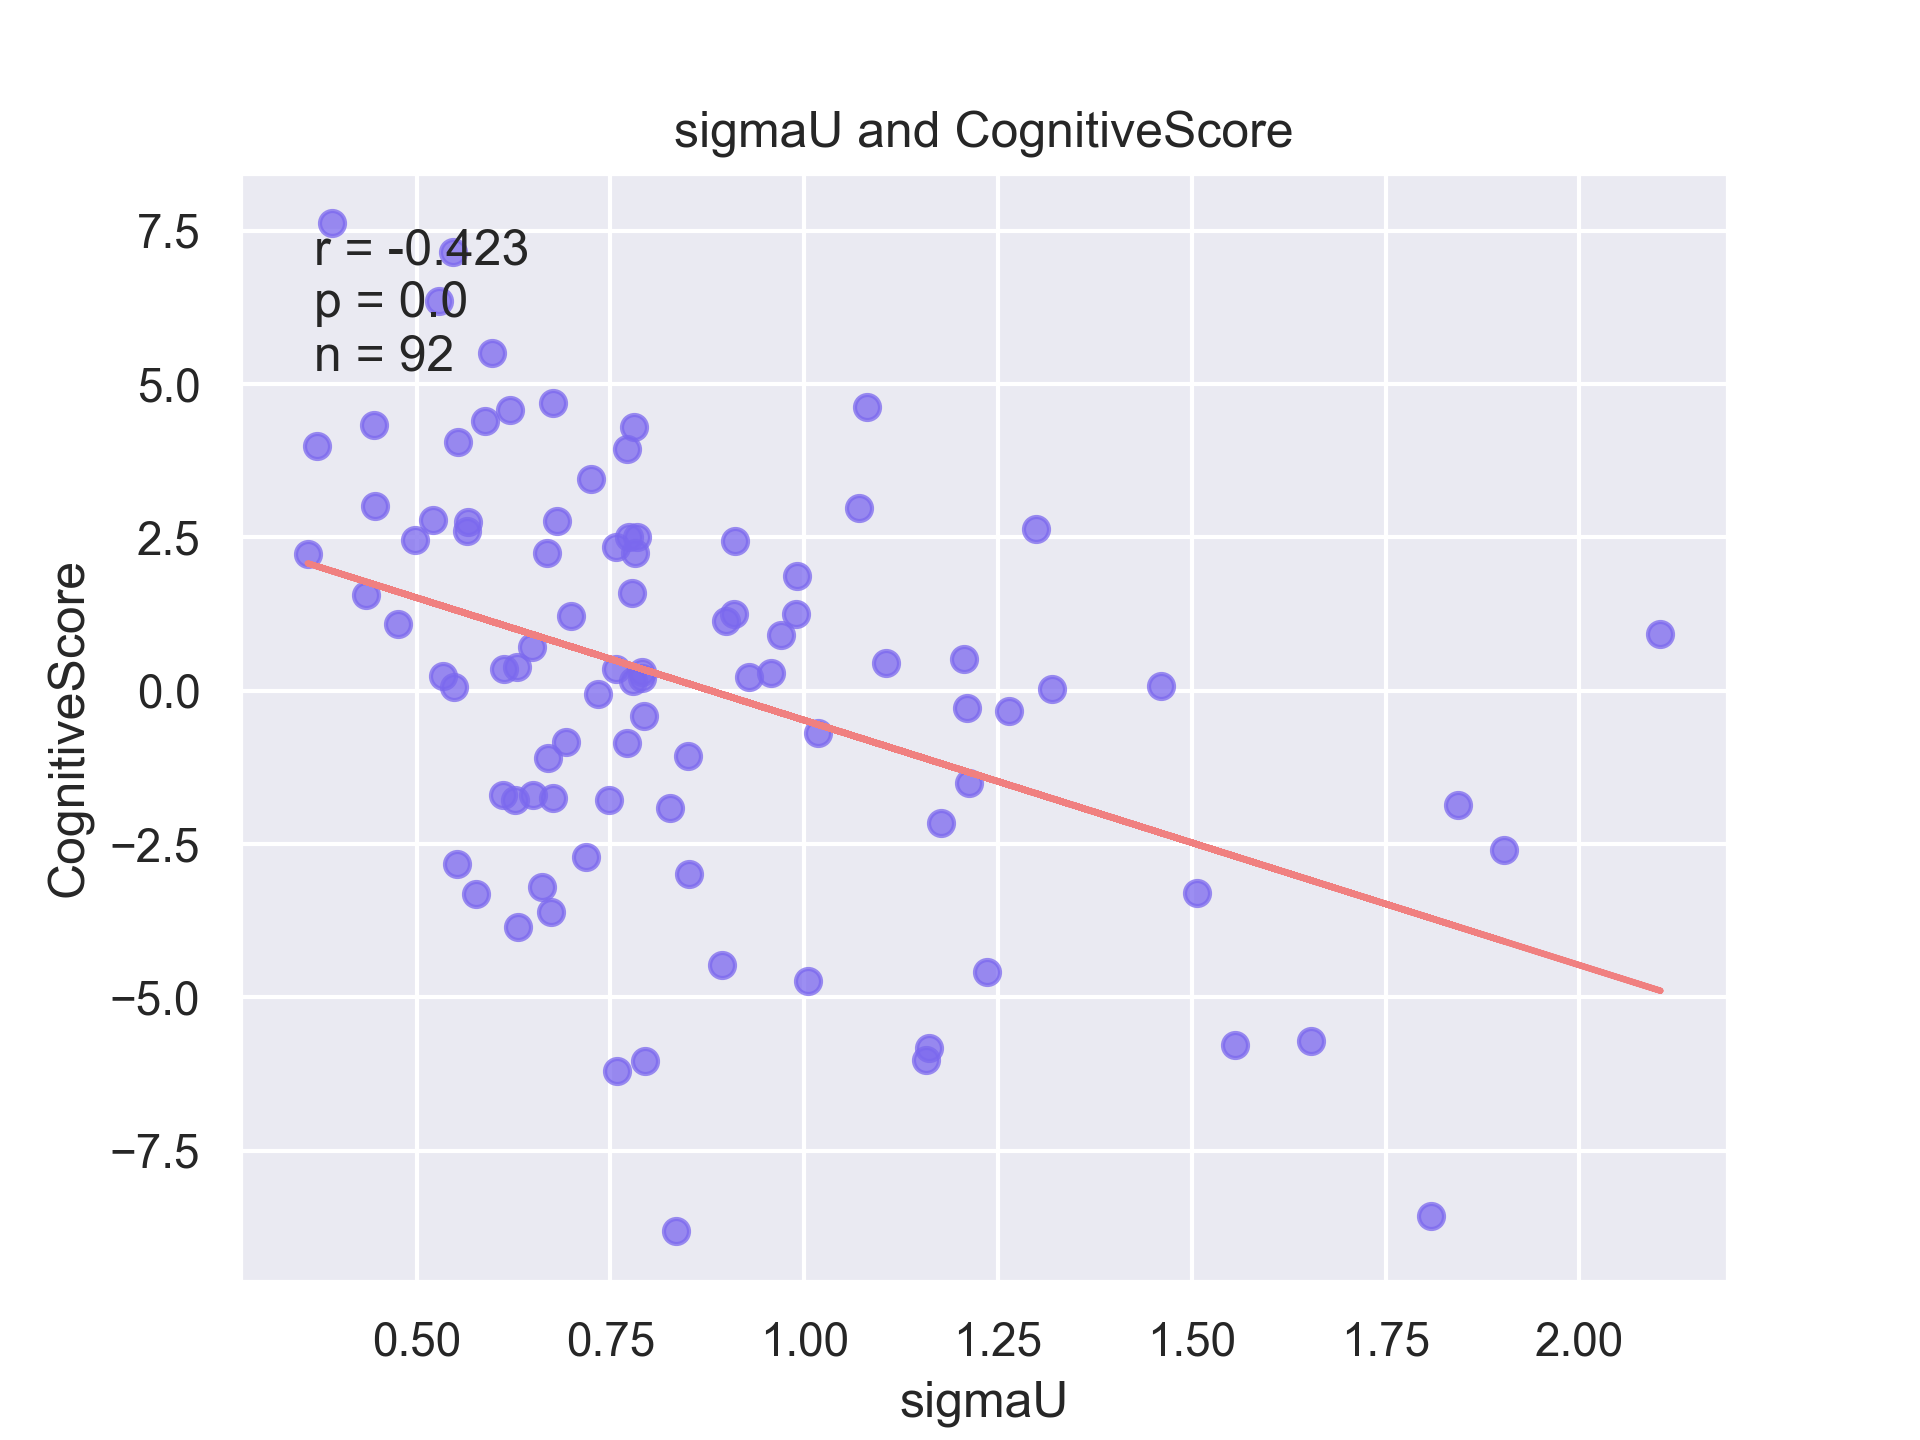 sigmaU and CognitiveScore
r = -0.423
p = 0.0
n = 92
7.5
5.0
2.5
0.0
−2.5
−5.0
−7.5
CognitiveScore
0.50 0.75 1.00 1.25 1.50 1.75 2.00
sigmaU